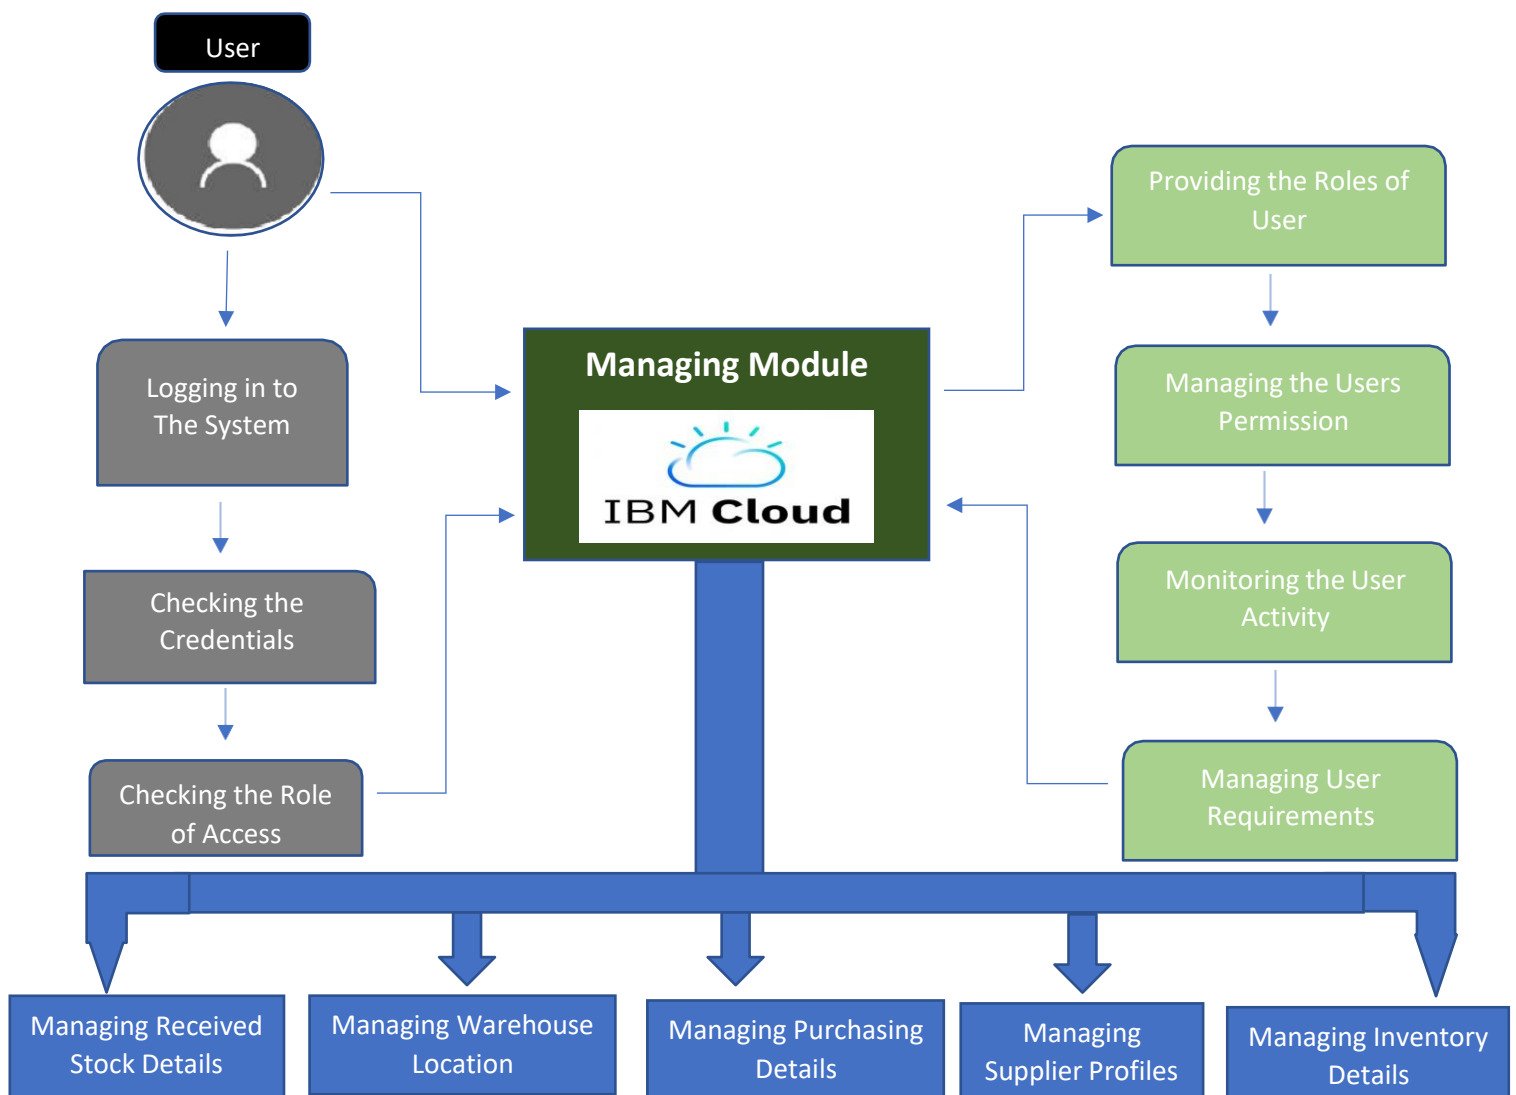 User
Logging in to
The System
Checking the
Credentials
Checking the Role
of Access
Managing Module
IBM Cloud
Providing the Roles of
User
Managing the Users
Permission
Monitoring the User
Activity
Managing User
Requirements
Managing Received
Stock Details
Managing Warehouse
Location
Managing Purchasing
Details
Managing
Supplier Profiles
Managing Inventory
Details